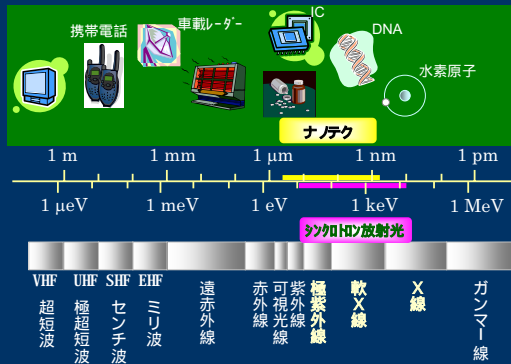 携帯電話
車載レーダー
IC
DNA
水素原子
ナノテク
1 m 1 mm 1 μm 1 nm 1 pm
1 μeV 1 meV 1 eV 1 keV 1 MeV
シンクロトロン放射光
VHF UHF SHF EHF
超短波
極超短波
センチ波
ミリ波
遠赤外線
赤外線
可視光線
紫外線
極紫外線
軟X線
X線
ガンマー線